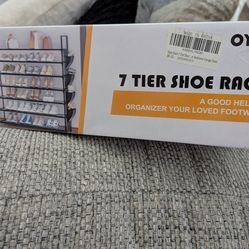 OY
7 TIER SHOE RAC
A GOOD HEL
ORGANIZER YOUR LOVED FOOTW